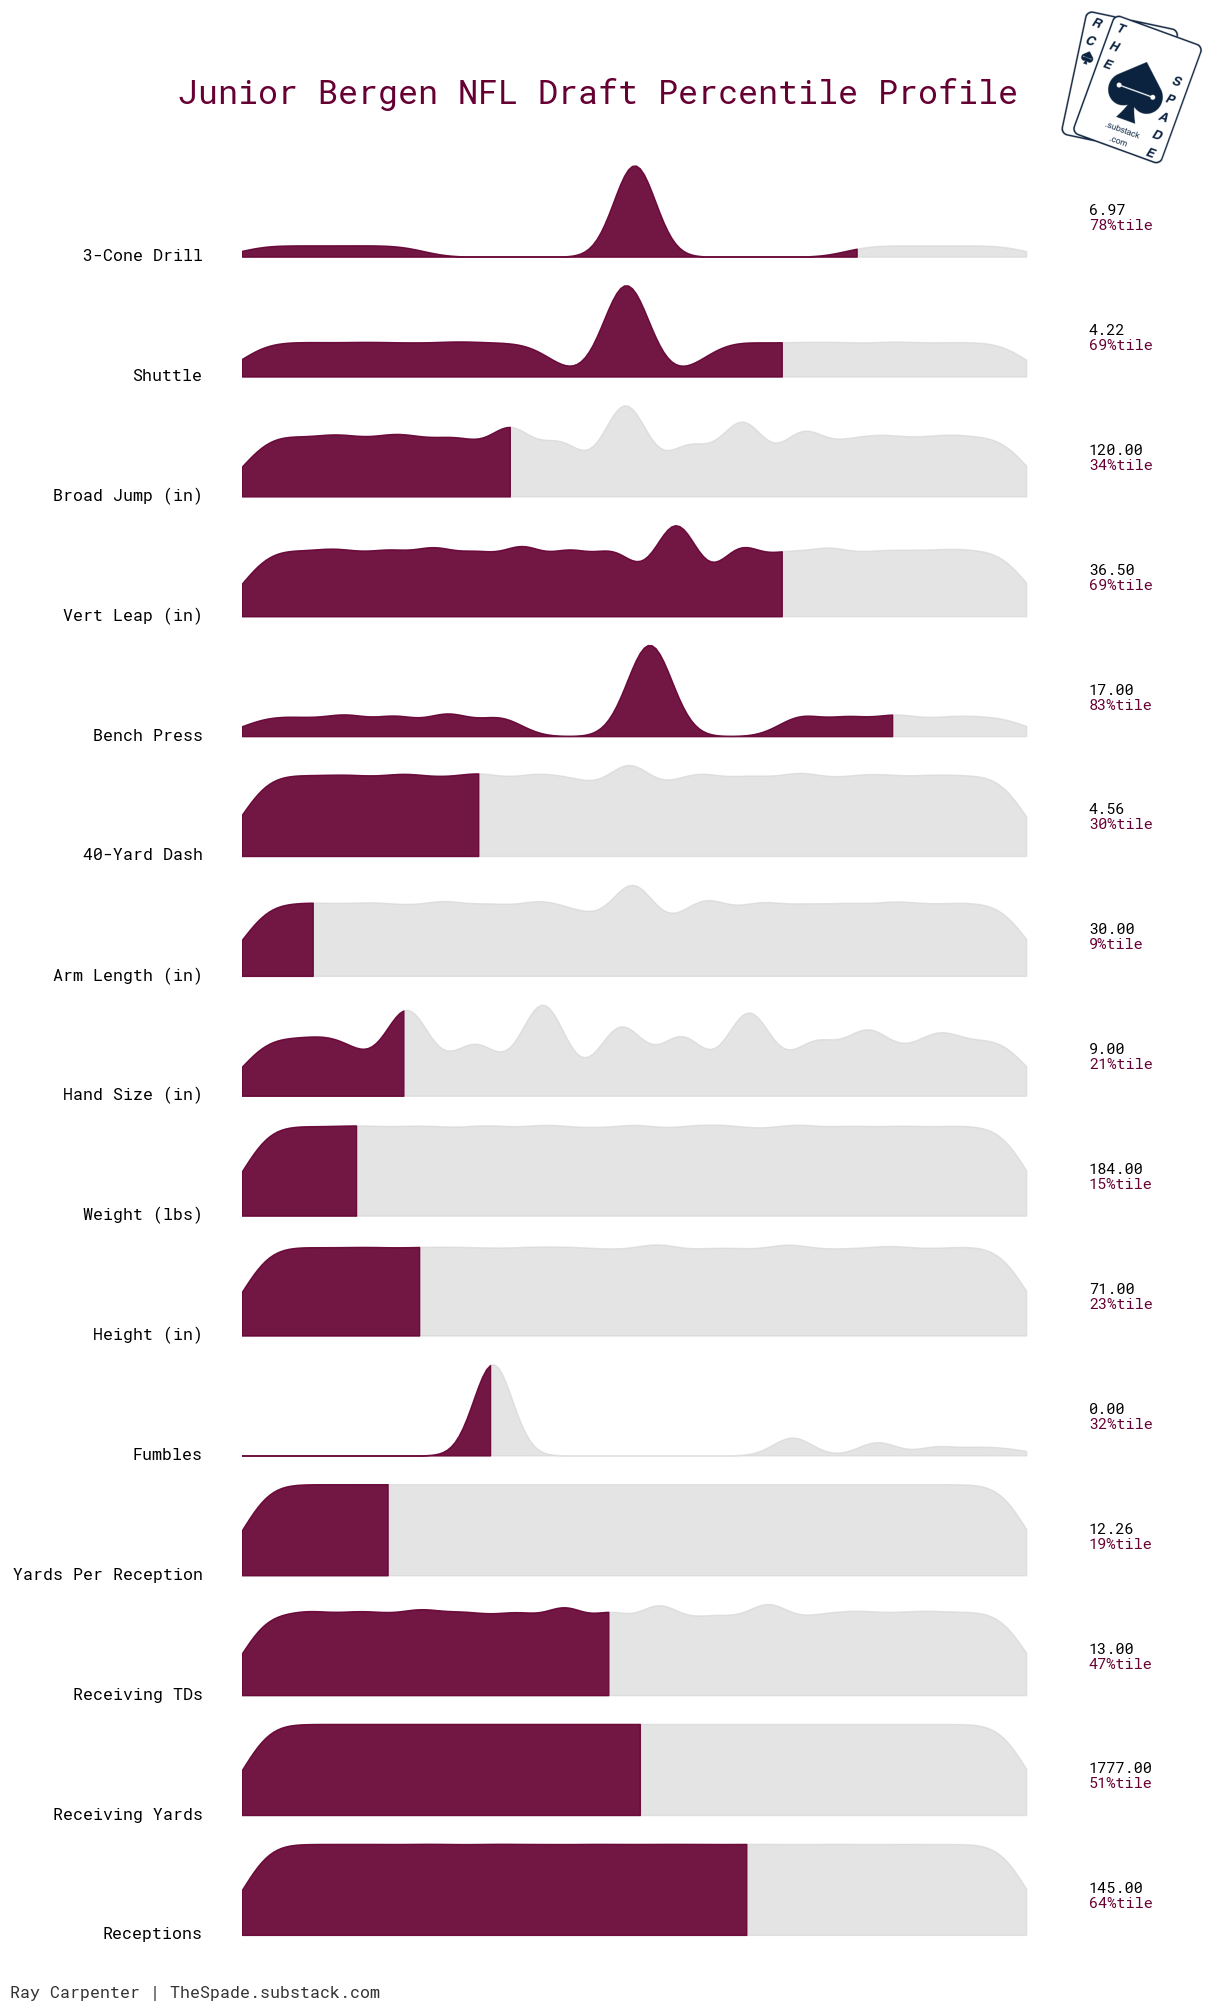 R
C
T
H
E
S
P
A
D
E
.substack
.com
Junior Bergen NFL Draft Percentile Profile
3-Cone Drill
6.97
78%tile
Shuttle
4.22
69%tile
Broad Jump (in)
120.00
34%tile
Vert Leap (in)
36.50
69%tile
Bench Press
17.00
83%tile
40-Yard Dash
4.56
30%tile
Arm Length (in)
30.00
9%tile
Hand Size (in)
9.00
21%tile
Weight (lbs)
184.00
15%tile
Height (in)
71.00
23%tile
Fumbles
0.00
32%tile
Yards Per Reception
12.26
19%tile
Receiving TDs
13.00
47%tile
Receiving Yards
1777.00
51%tile
Receptions
145.00
64%tile
Ray Carpenter | TheSpade.substack.com